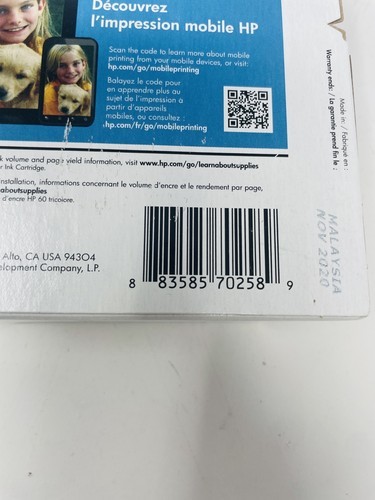 Découvrez
l'impression mobile HP
Scan the code to learn more about mobile
printing from your mobile devices, or visit:
hp.com/go/mobileprinting
Balayez le code pour
en apprendre plus au
sujet de l'impression à
partir d'appareils
mobiles, ou consultez :
.hp.com/fr/go/mobileprinting
k volume and page yield information, visit www.hp.com/go/learnaboutsupplies
r Ink Cartridge.
nstallation, informations concernant le volume d'encre et le rendement par page,
aboutsupplies
d'encre HP 60 tricolore.
Alto, CA USA 94304
elopment Company, L.P.
8 83585 70258 9
Made in: / Fabriqué en :
Warranty ends: / La garantie prend fin le :
MALAYSIA
NOV 2020